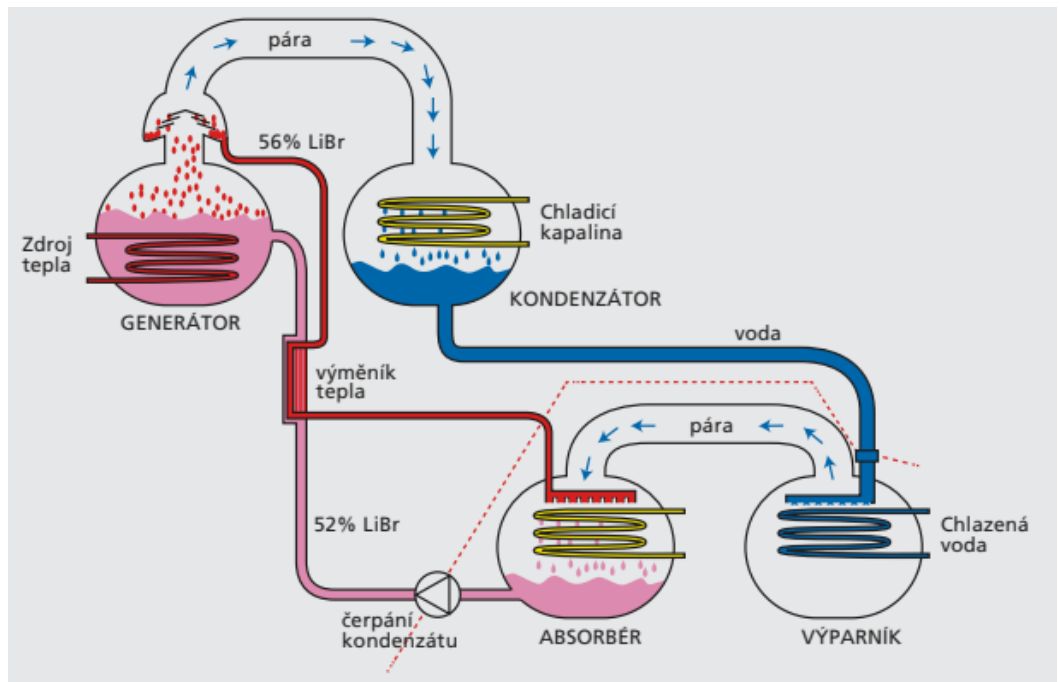 pára
56% LiBr
Zdroj
tepla
GENERÁTOR
Chladicí
kapalina
KONDENZÁTOR
voda
výměník
tepla
pára
52% LiBr
čerpání
kondenzátu
ABSORBÉR
Chlazená
voda
VÝPARNÍK